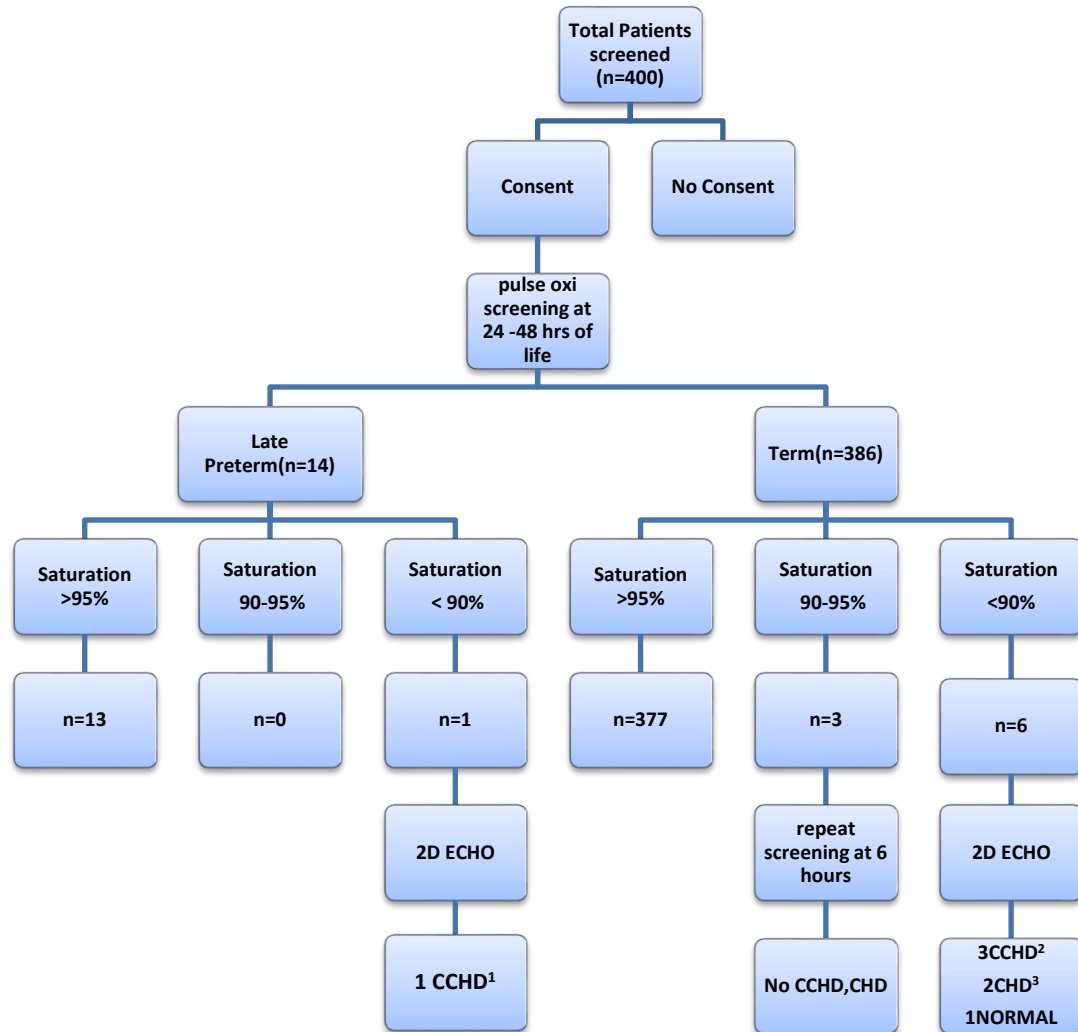 Total Patients
screened
(n=400)
Consent
No Consent
pulse oxi
screening at
24 -48 hrs of
life
Late
Preterm(n=14)
Term(n=386)
Saturation
>95%
Saturation
90-95%
Saturation
< 90%
Saturation
>95%
Saturation
90-95%
Saturation
<90%
n=13
n=0
n=1
n=377
n=3
n=6
2D ECHO
repeat
screening at 6
hours
2D ECHO
1 CCHD¹
No CCHD,CHD
3CCHD²
2CHD³
1NORMAL